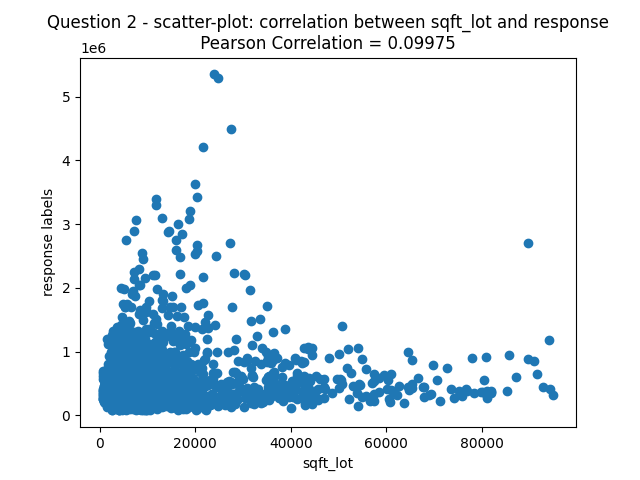 Question 2 - scatter-plot: correlation between sqft_lot and response
Pearson Correlation = 0.09975
1e6
5
4
3
2
1
0
response labels
0 20000 40000 60000 80000
sqft_lot